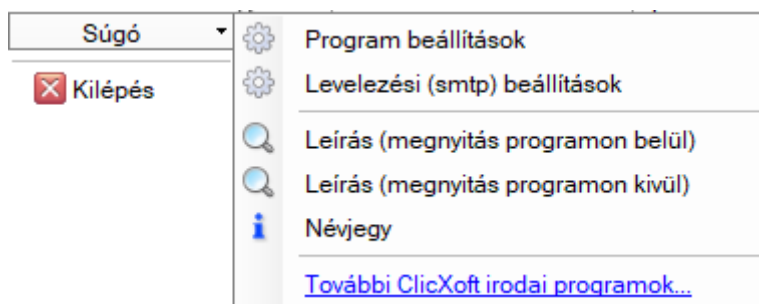 Súgó
Kilépés
Program beállítások
Levelezési (smtp) beállítások
Leírás (megnyitás programon belül)
Leírás (megnyitás programon kivül)
Névjegy
További ClicXoft irodai programok...